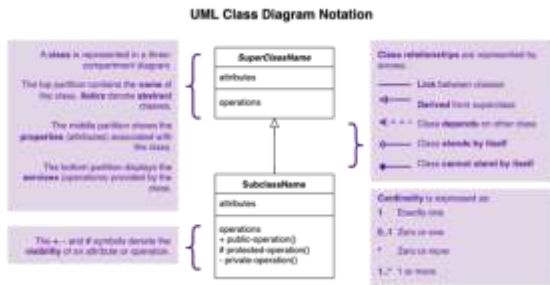 UML Class Diagram Notation
A class is represented in a three-
compartment diagram.
The top partition contains the name of
the class. Italics denote abstract
classes.
The middle partition shows the
properties (attributes) associated with
the class.
The bottom partition displays the
services (operations) provided by the
class.
The +, - and # symbols denote the
visibility of an attribute or operation.
SuperClassName
attributes
operations
SubclassName
attributes
operations
+ public-operation()
# protected-operation()
- private-operation()
Class relationships are represented by
arrows.
Link between classes
Derived from superclass
Class depends on other class
Class stands by itself
Class cannot stand by itself
is expressed as:
1 Exactly one
0..1 Zero or one
* Zero or more
1..* 1 or more